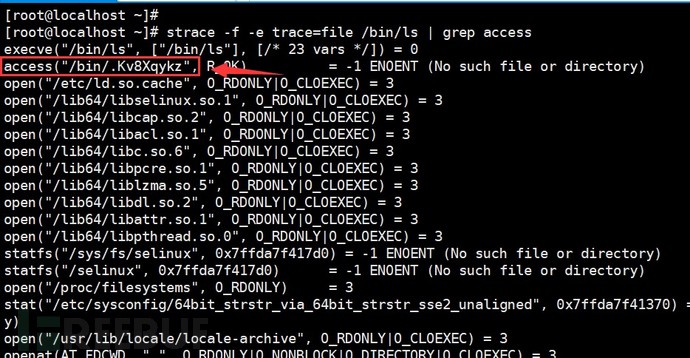 [root@localhost ~]#
[root@localhost ~]# strace -f -e trace=file /bin/ls | grep access
execve("/bin/ls", ["/bin/ls"], [/* 23 vars */]) = 0
access("/bin/.Kv8Xqykz", R_OK) = -1 ENOENT (No such file or directory)
open("/etc/ld.so.cache", O_RDONLY|O_CLOEXEC) = 3
open("/lib64/libselinux.so.1", O_RDONLY|O_CLOEXEC) = 3
open("/lib64/libcap.so.2", O_RDONLY|O_CLOEXEC) = 3
open("/lib64/libacl.so.1", O_RDONLY|O_CLOEXEC) = 3
open("/lib64/libc.so.6", O_RDONLY|O_CLOEXEC) = 3
open("/lib64/libpcre.so.1", O_RDONLY|O_CLOEXEC) = 3
open("/lib64/liblzma.so.5", O_RDONLY|O_CLOEXEC) = 3
open("/lib64/libdl.so.2", O_RDONLY|O_CLOEXEC) = 3
open("/lib64/libattr.so.1", O_RDONLY|O_CLOEXEC) = 3
open("/lib64/libpthread.so.0", O_RDONLY|O_CLOEXEC) = 3
statfs("/sys/fs/selinux", 0x7ffda7f417d0) = -1 ENOENT (No such file or directory)
statfs("/selinux", 0x7ffda7f417d0) = -1 ENOENT (No such file or directory)
open("/proc/filesystems", O_RDONLY) = 3
stat("/etc/sysconfig/64bit_strstr_via_64bit_strstr_sse2_unaligned", 0x7ffda7f41370) =
y)
open("/usr/lib/locale/locale-archive", O_RDONLY|O_CLOEXEC) = 3
openat(AT_FDCWD, ".", O_RDONLY|O_NONBLOCK|O_DIRECTORY|O_CLOEXEC) = 3
FREEBUF